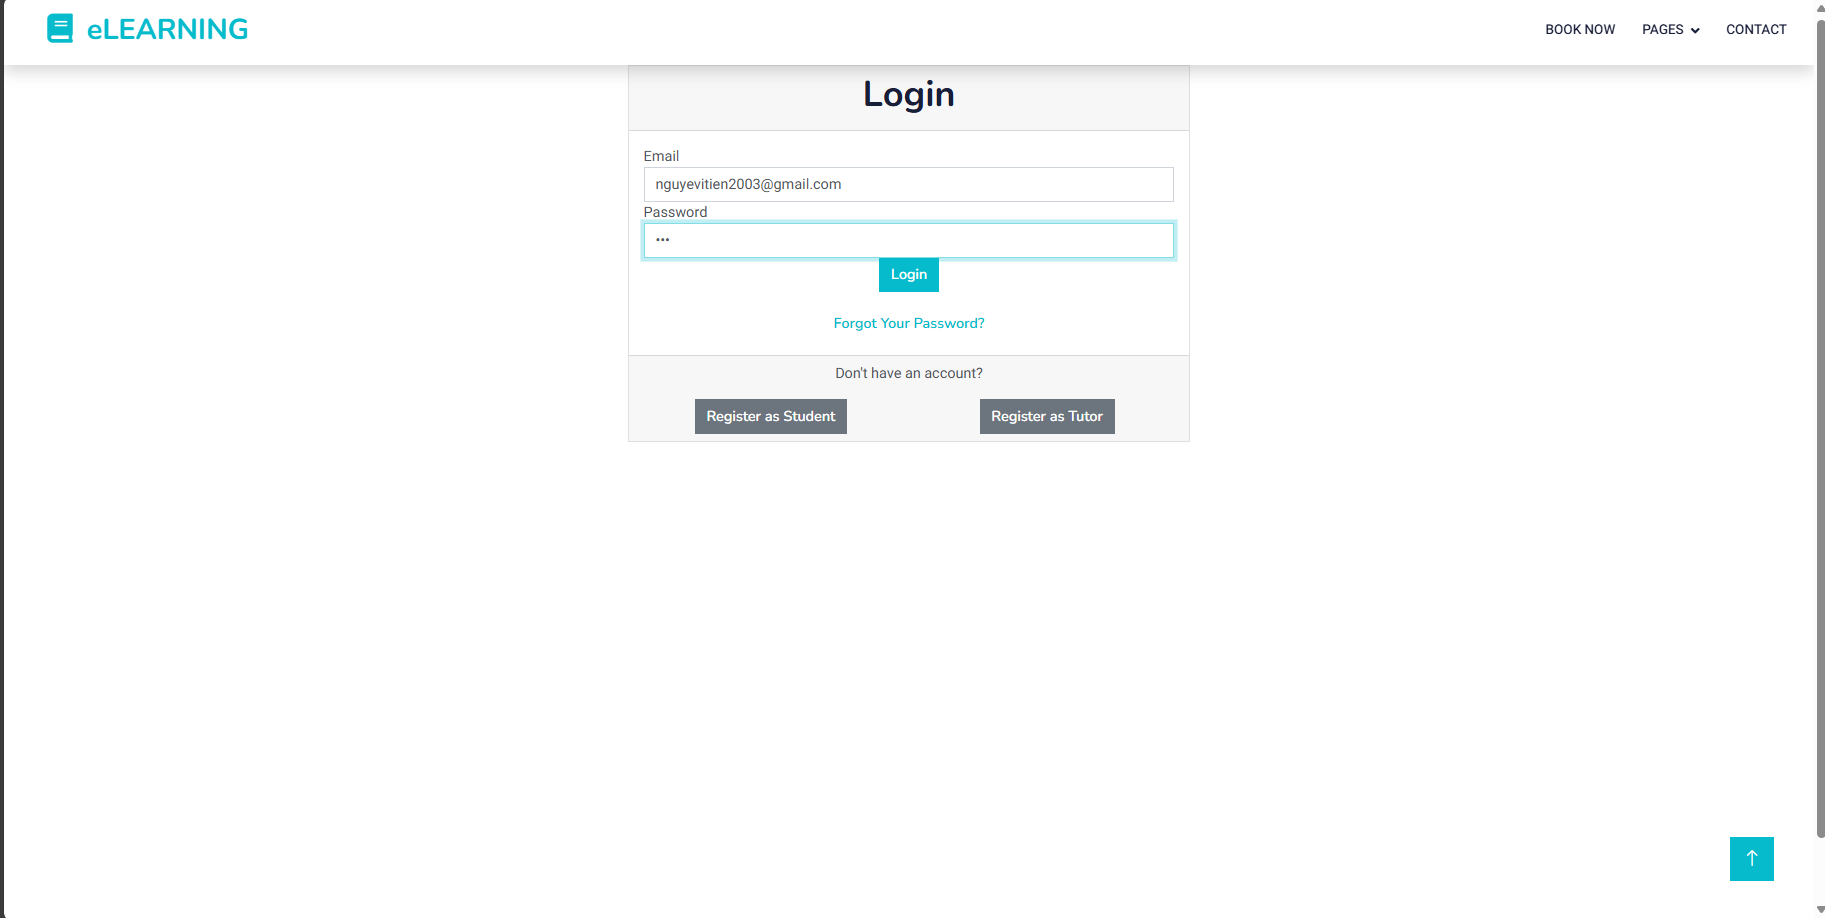 eLEARNING
BOOK NOW PAGES CONTACT
Login
Email
nguyevitien2003@gmail.com
Password
•••
Login
Forgot Your Password?
Don't have an account?
Register as Student Register as Tutor